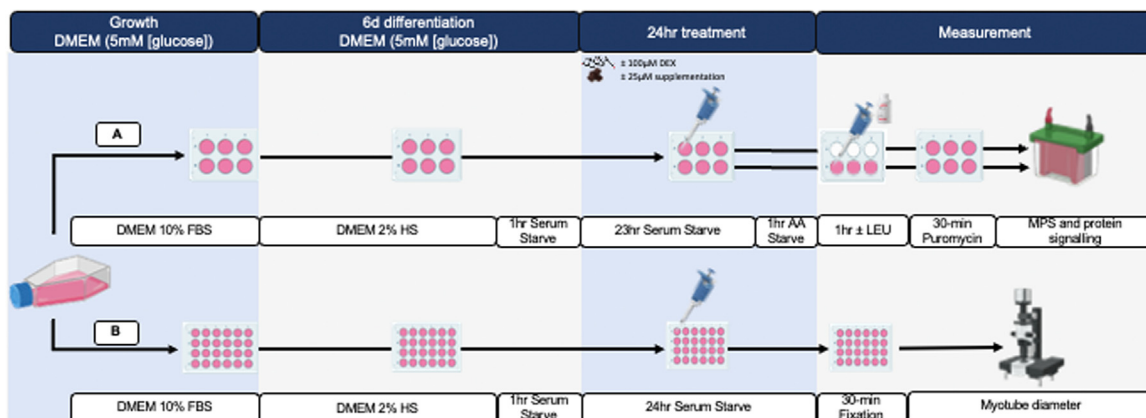 Growth
DMEM (5mM [glucose])
6d differentiation
DMEM (5mM [glucose])
24hr treatment
Measurement
± 100µM DEX
± 25µM supplementation
A
DMEM 10% FBS
DMEM 2% HS
1hr Serum
Starve
23hr Serum Starve
1hr AA
Starve
1hr ± LEU
30-min
Puromycin
MPS and protein
signalling
B
DMEM 10% FBS
DMEM 2% HS
1hr Serum
Starve
24hr Serum Starve
30-min
Fixation
Myotube diameter